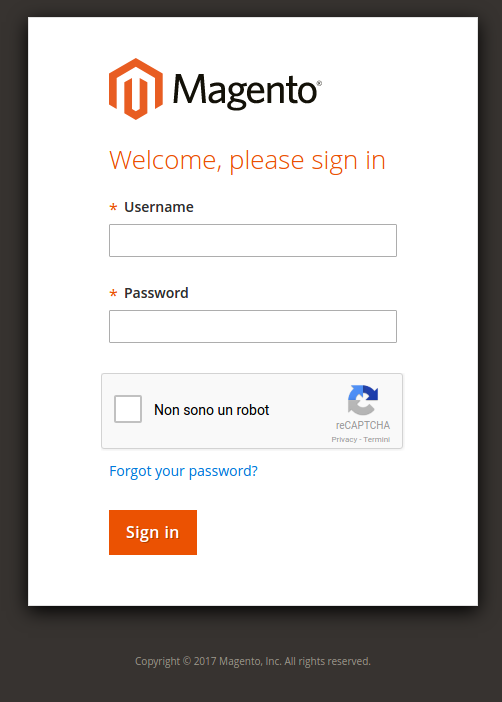 Magento®
Welcome, please sign in
* Username
* Password
Non sono un robot
reCAPTCHA
Privacy - Termini
Forgot your password?
Sign in
Copyright © 2017 Magento, Inc. All rights reserved.